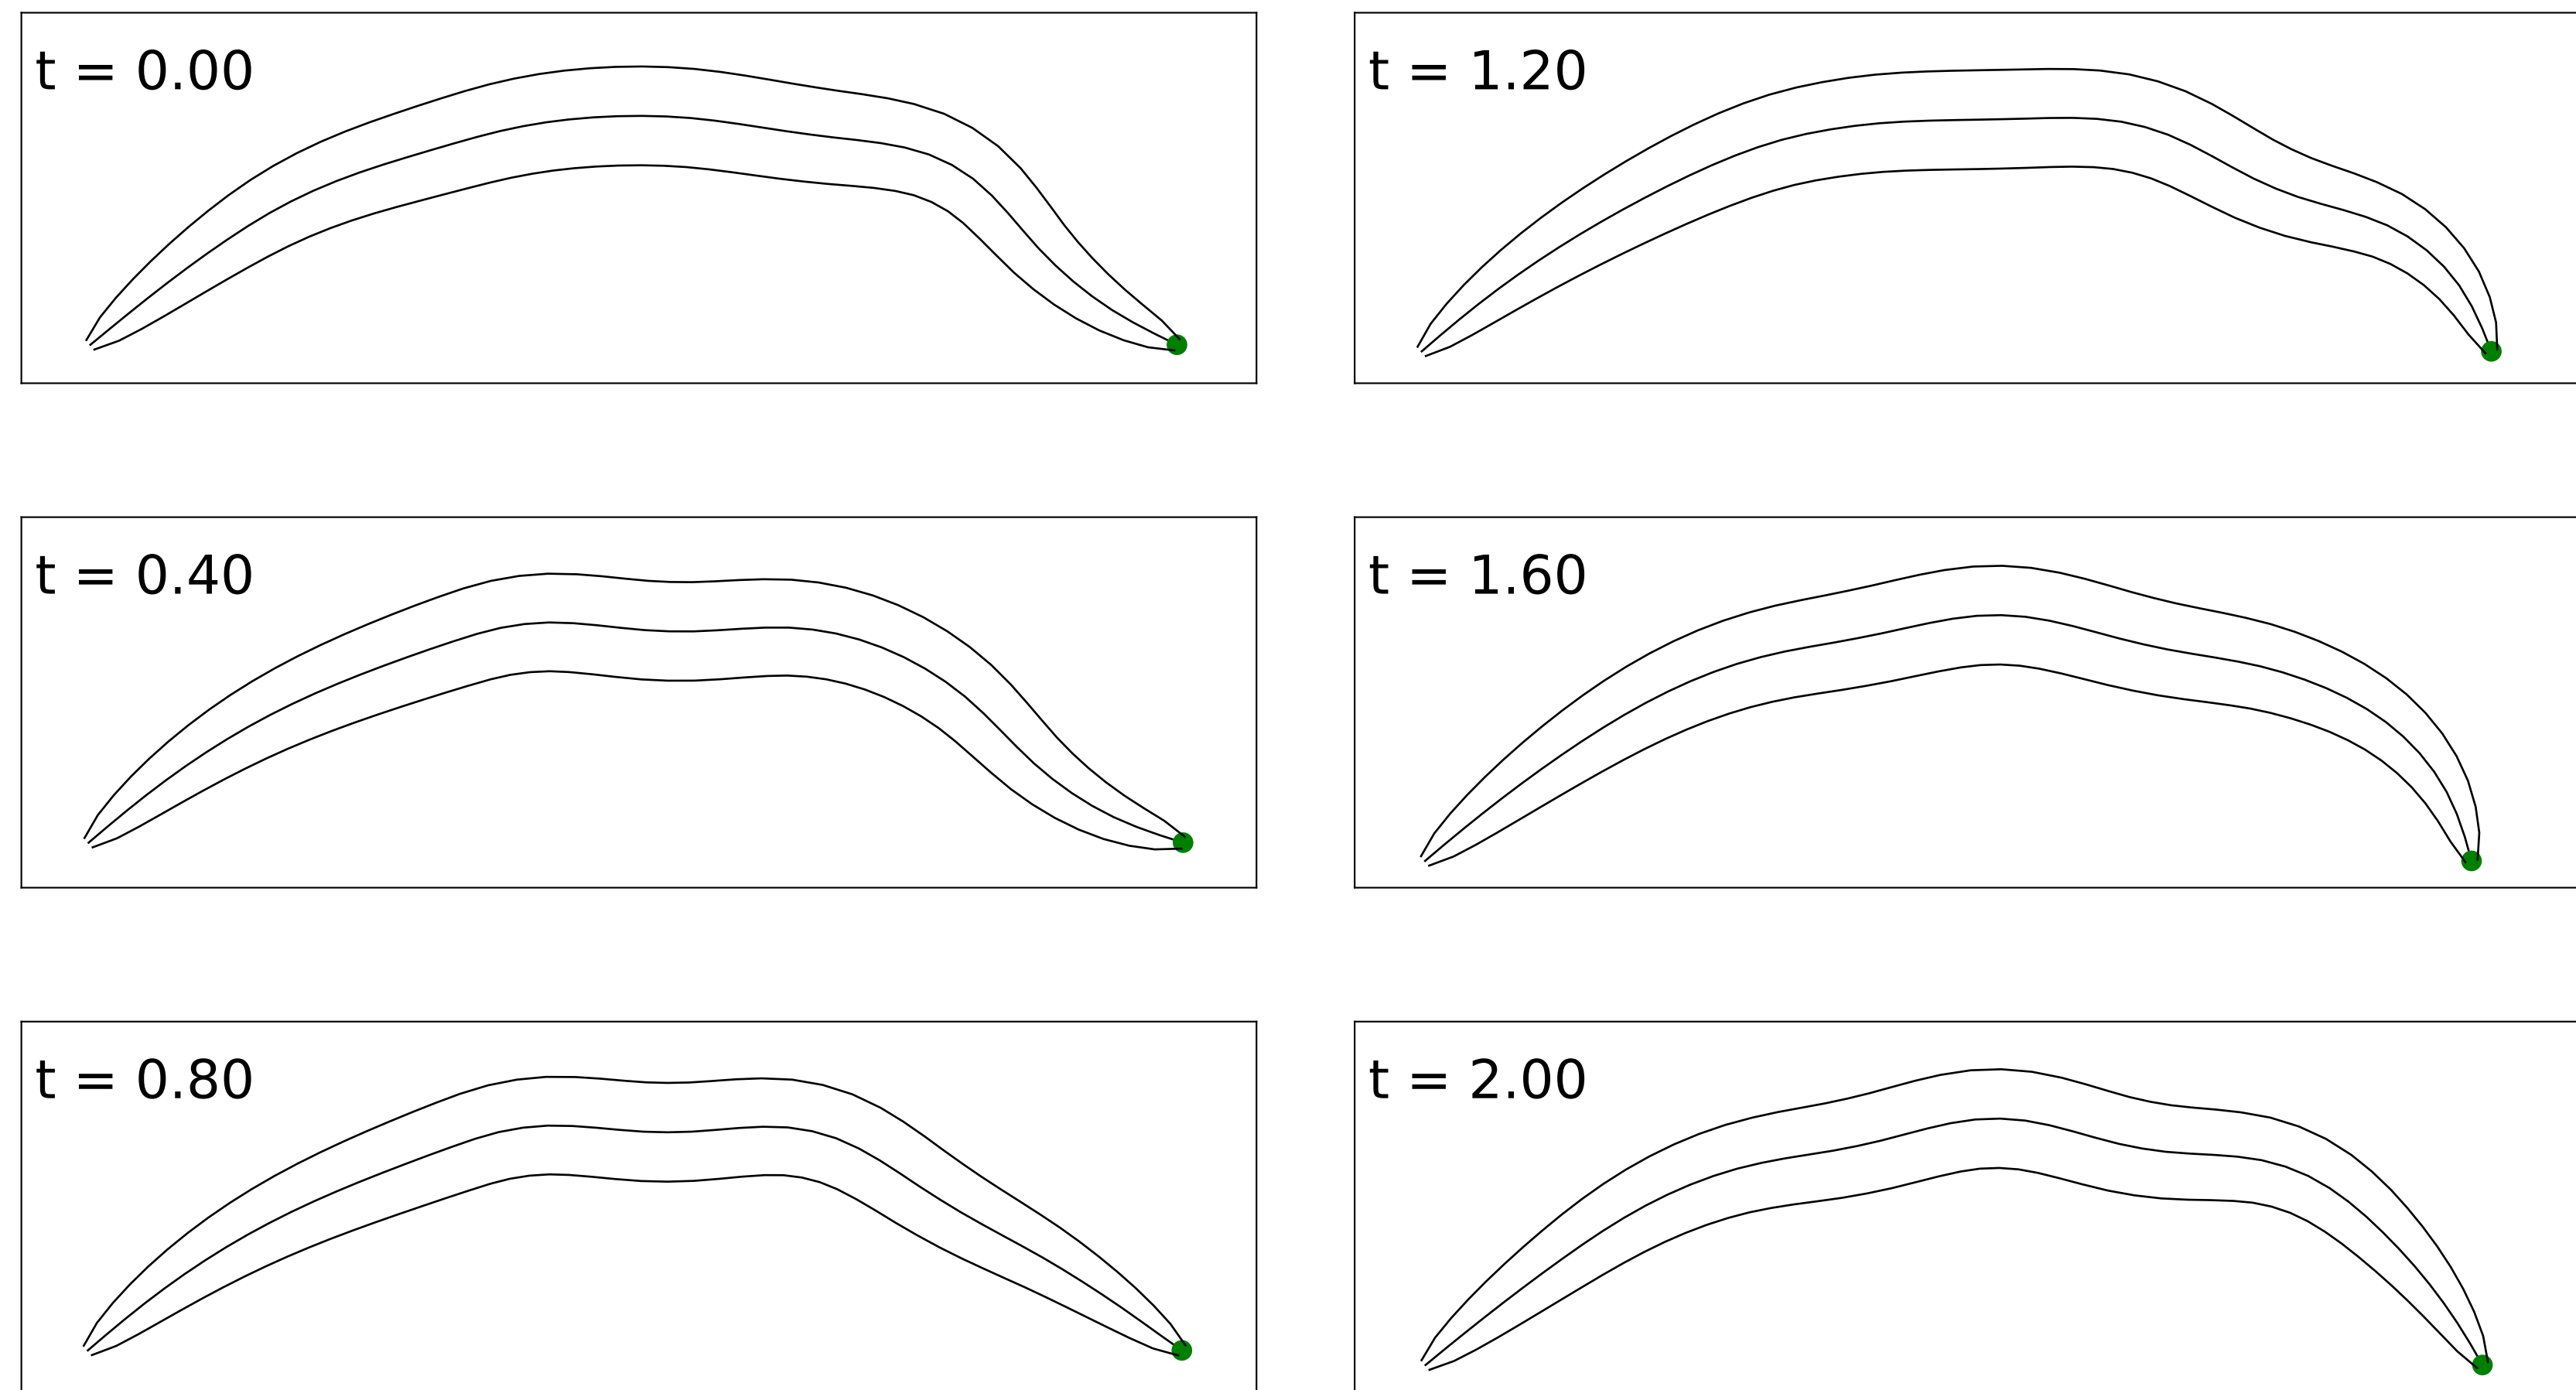 t = 0.00
t = 1.20
t = 0.40
t = 1.60
t = 0.80
t = 2.00